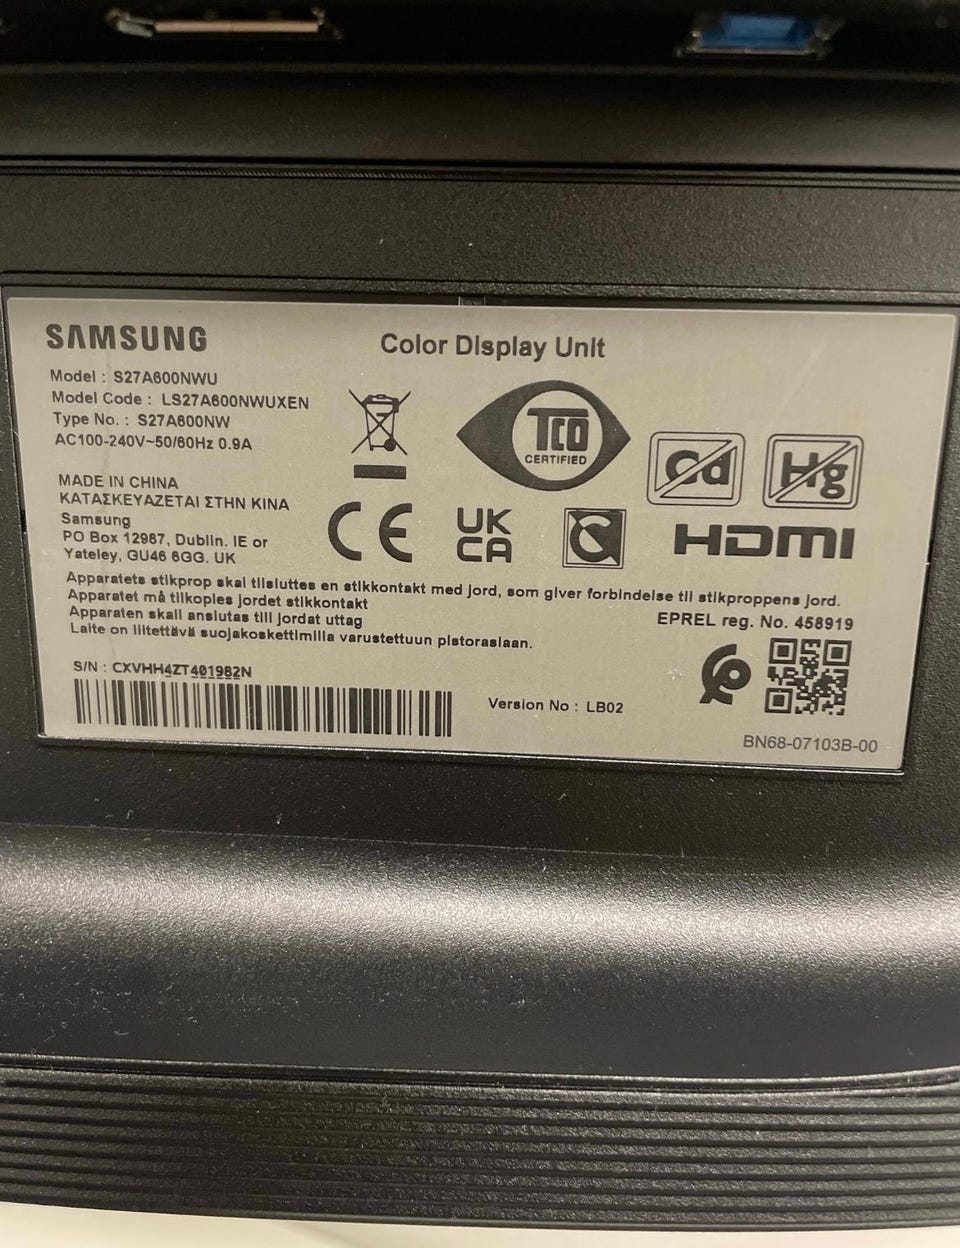 SAMSUNG
Color Display Unit
Model : S27A600NWU
Model Code : LS27A600NWUXEN
Type No. : S27A600NW
AC100-240V~50/60Hz 0.9A
TCO
CERTIFIED
Cd
Hg
MADE IN CHINA
ΚΑΤΑΣΚΕΥΑΖΕΤΑΙ ΣΤΗΝ ΚΙΝΑ
Samsung
PO Box 12987, Dublin. IE or
Yateley, GU46 6GG. UK
CE
UK
CA
HDMI
Apparatets stikprop skal tilsluttes en stikkontakt med jord, som giver forbindelse til stikproppens jord.
Apparatet må tilkoples jordet stikkontakt
Apparaten skall anslutas till jordat uttag
Laite on liitettävä suojakoskettimilla varustettuun pistorasiaan.
EPREL reg. No. 458919
S/N : CXVHH4ZT401982N
Version No : LB02
BN68-07103B-00